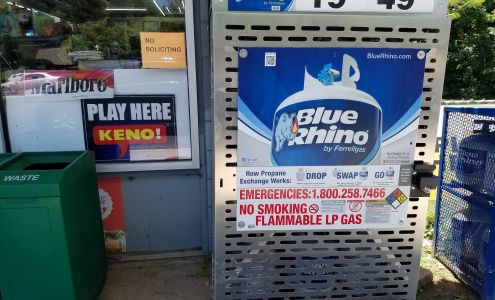 NO
SOLICITING
Marlboro
PLAY HERE
KENO!
WASTE
19 49
BlueRhino.com
Blue
Rhino
by Ferrellgas
How Propane
Exchange Works:
DROP SWAP GO
EMERGENCIES:1.800.258.7466
NO SMOKING
FLAMMABLE LP GAS